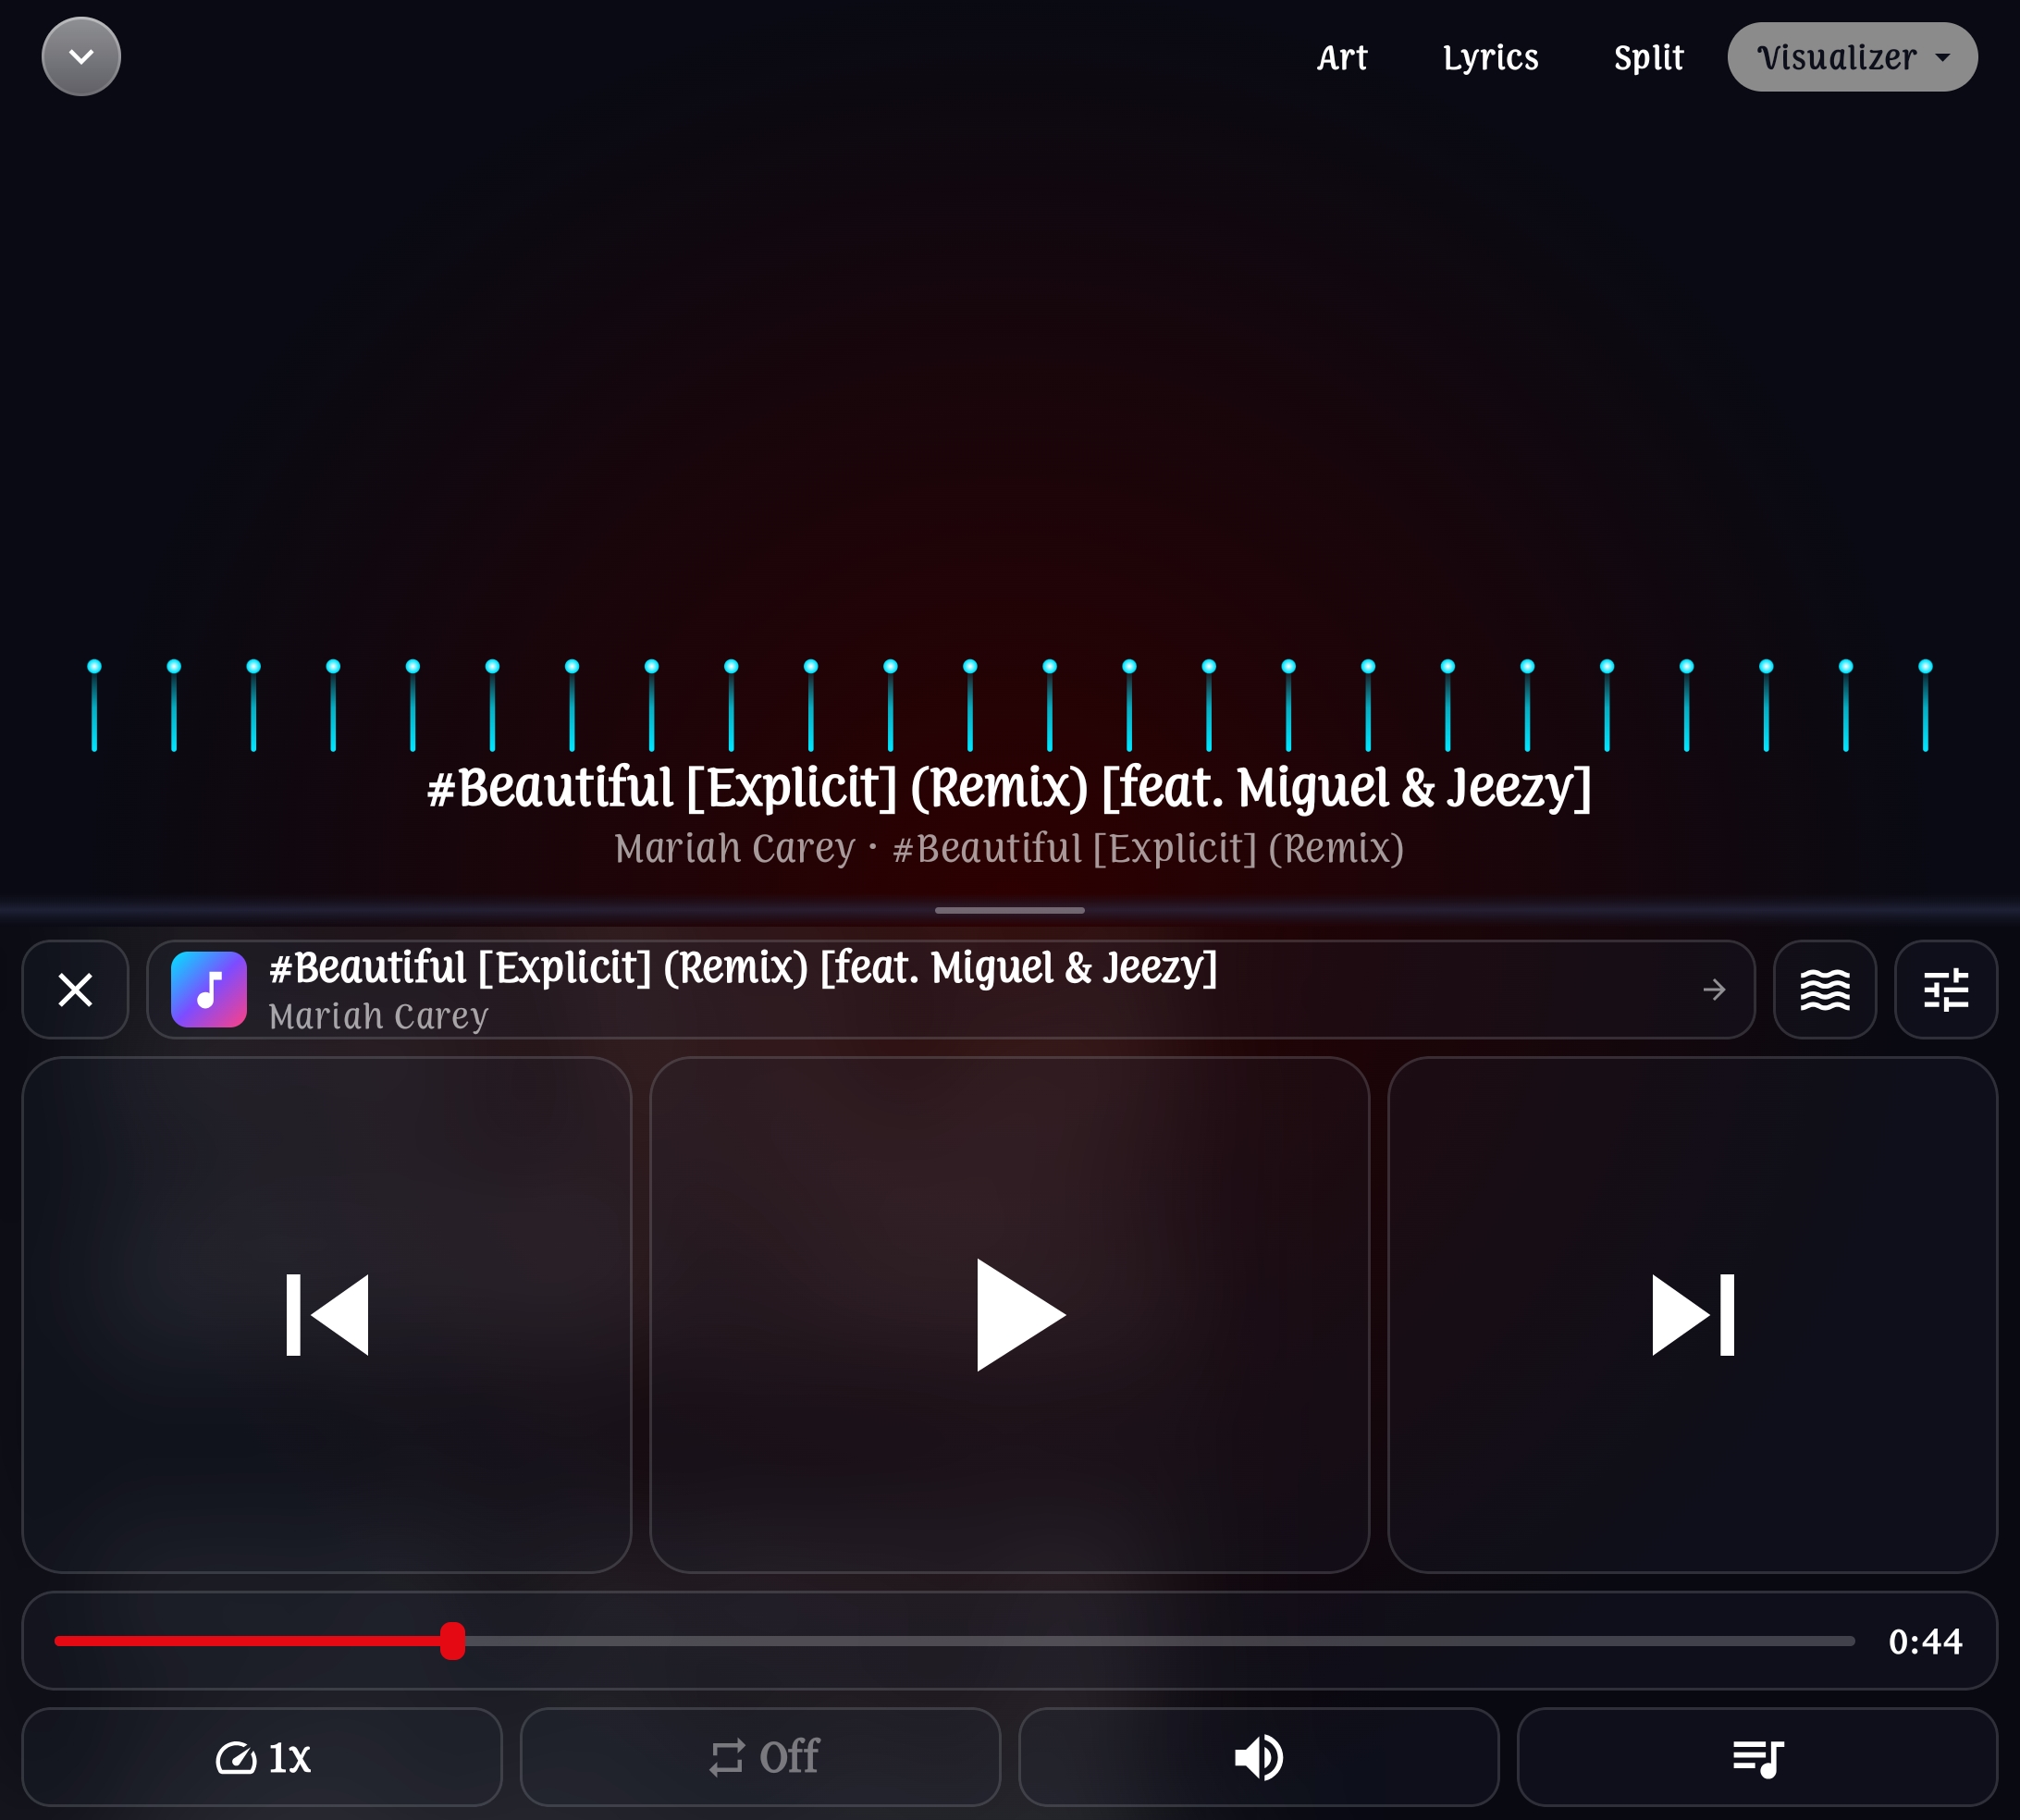 Art Lyrics Split Visualizer
#Beautiful [Explicit] (Remix) [feat. Miguel & Jeezy]
Mariah Carey · #Beautiful [Explicit] (Remix)
#Beautiful [Explicit] (Remix) [feat. Miguel & Jeezy]
Mariah Carey
0:44
1x Off